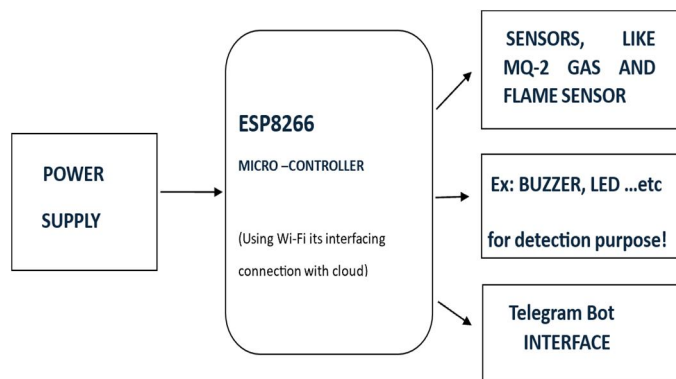 POWER
SUPPLY
ESP8266
MICRO –CONTROLLER
(Using Wi-Fi its interfacing
connection with cloud)
SENSORS, LIKE
MQ-2 GAS AND
FLAME SENSOR
Ex: BUZZER, LED ...etc
for detection purpose!
Telegram Bot
INTERFACE